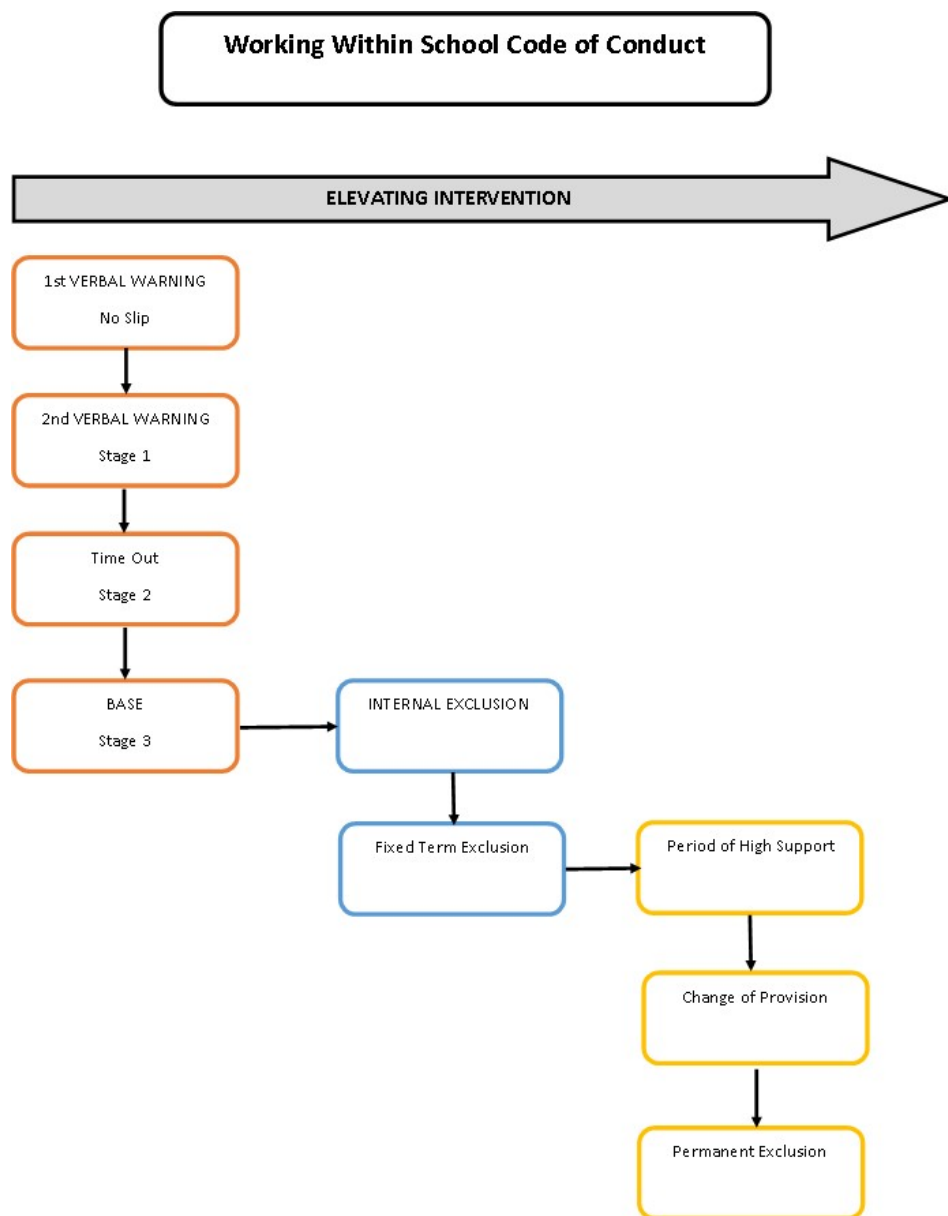 Working Within School Code of Conduct
ELEVATING INTERVENTION
1st VERBAL WARNING
No Slip
2nd VERBAL WARNING
Stage 1
Time Out
Stage 2
BASE
Stage 3
INTERNAL EXCLUSION
Fixed Term Exclusion
Period of High Support
Change of Provision
Permanent Exclusion